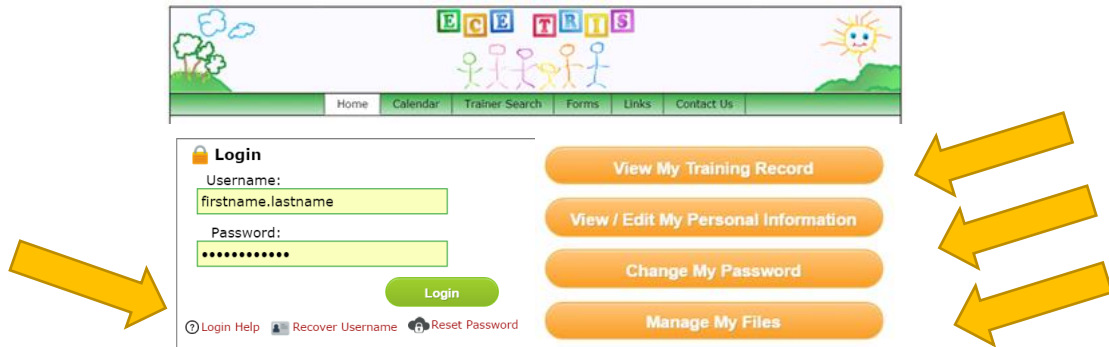 ECE TRIS
Home Calendar Trainer Search Forms Links Contact Us
Login
Username:
firstname.lastname
Password:
••••••••••••
Login
Login Help Recover Username Reset Password
View My Training Record
View / Edit My Personal Information
Change My Password
Manage My Files